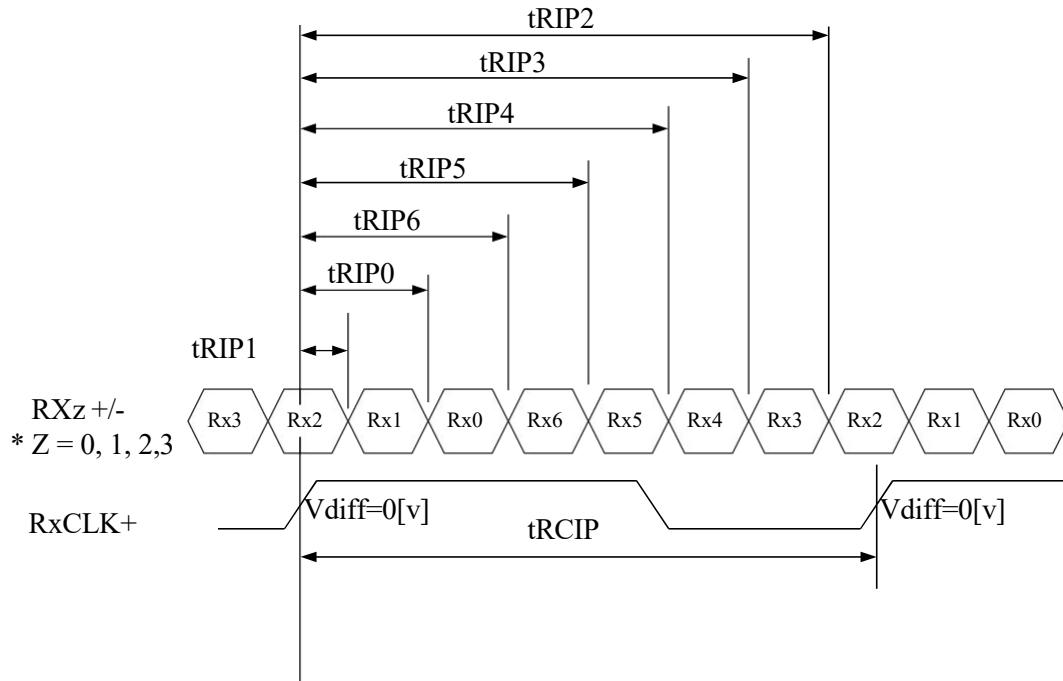 tRIP2
tRIP3
tRIP4
tRIP5
tRIP6
tRIP0
tRIP1
RXz +/-
* Z = 0, 1, 2,3
Rx3 Rx2 Rx1 Rx0 Rx6 Rx5 Rx4 Rx3 Rx2 Rx1 Rx0
RxCLK+
Vdiff=0[v] Vdiff=0[v]
tRCIP